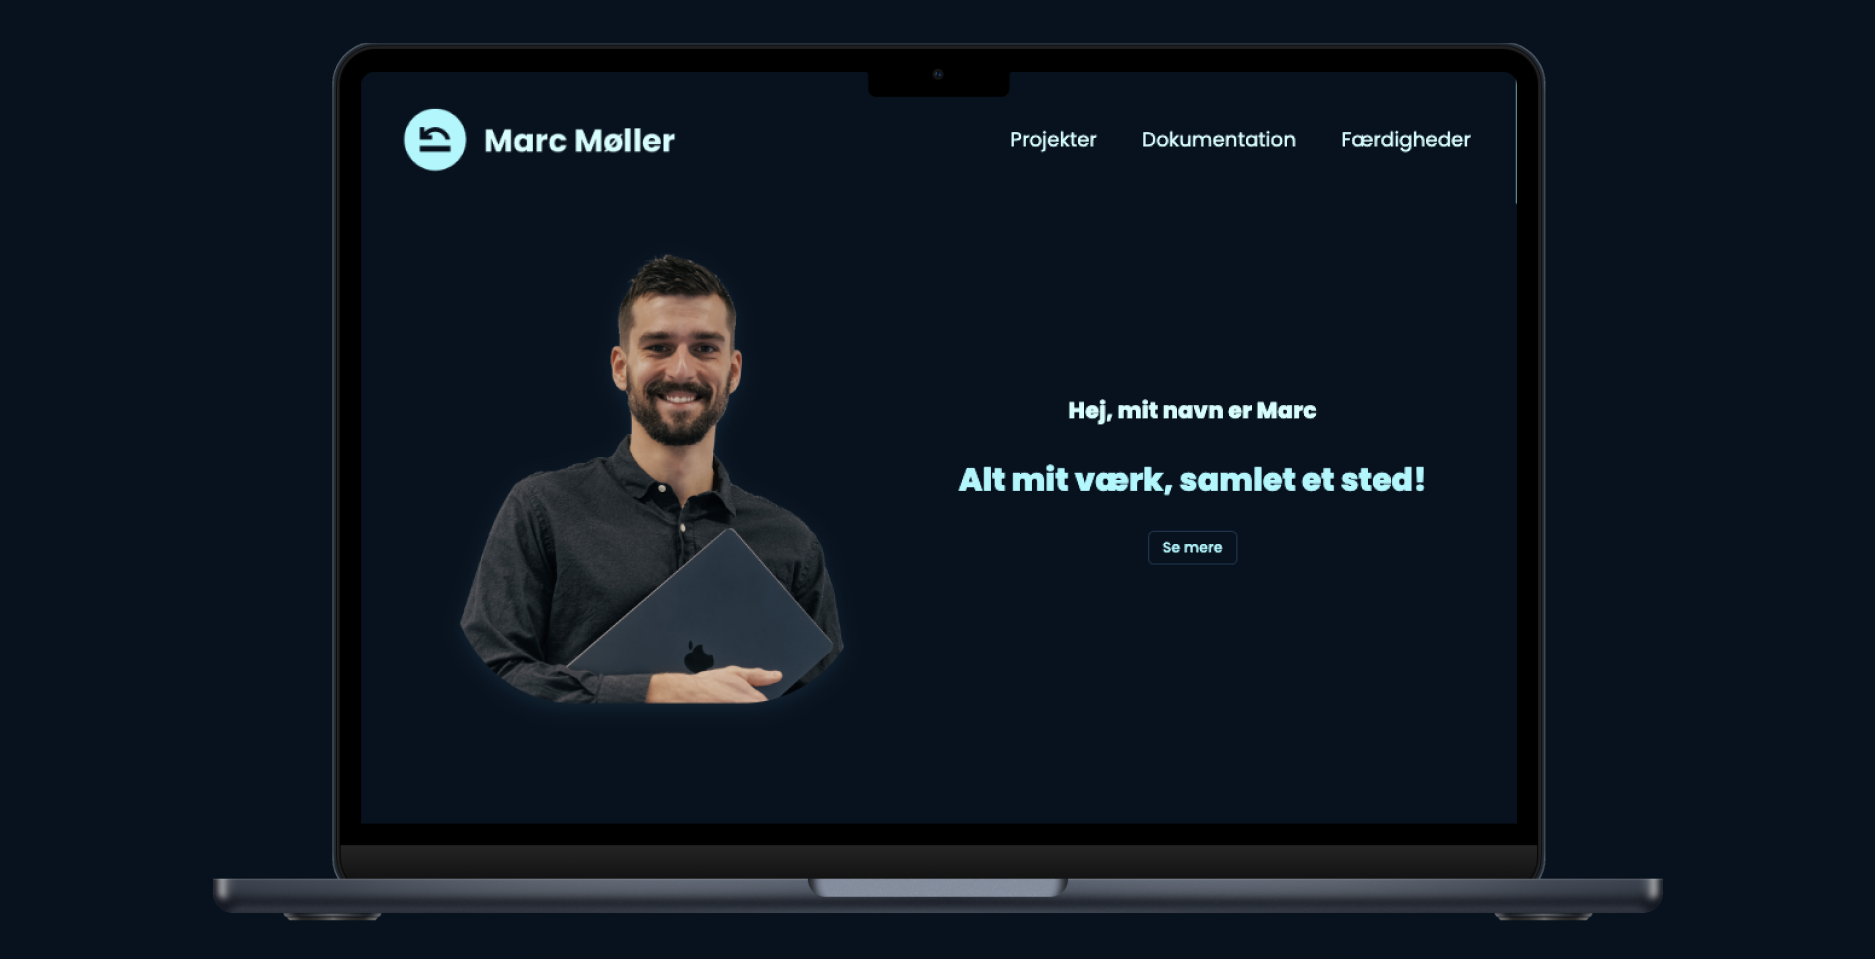 Marc Møller
Projekter Dokumentation Færdigheder
Hej, mit navn er Marc
Alt mit værk, samlet et sted!
Se mere